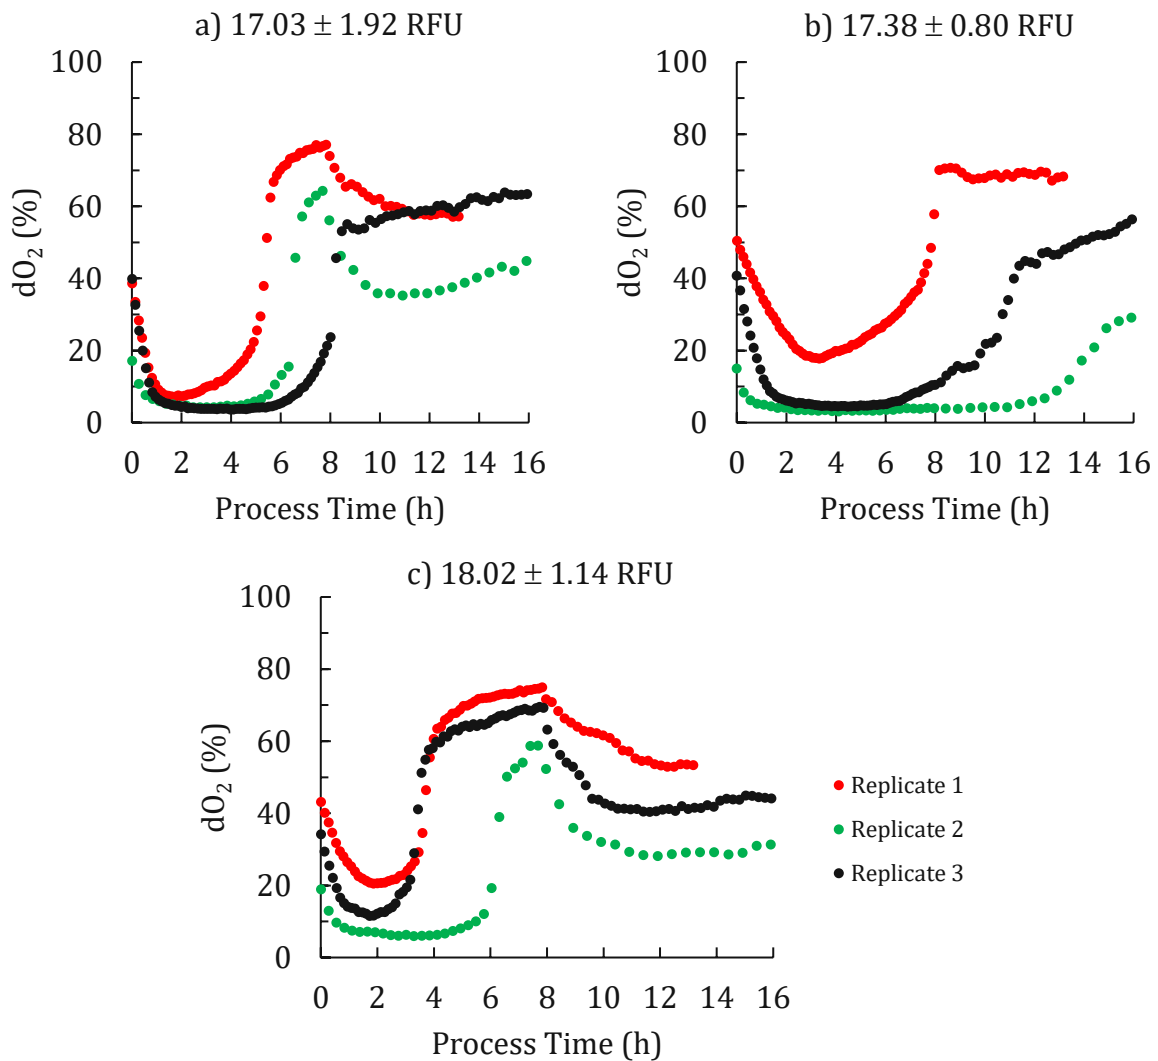 a) 17.03 ± 1.92 RFU
100
80
60
40
20
0
dO₂ (%)
0 2 4 6 8 10 12 14 16
Process Time (h)
b) 17.38 ± 0.80 RFU
100
80
60
40
20
0
dO₂ (%)
0 2 4 6 8 10 12 14 16
Process Time (h)
c) 18.02 ± 1.14 RFU
100
80
60
40
20
0
dO₂ (%)
0 2 4 6 8 10 12 14 16
Process Time (h)
Replicate 1
Replicate 2
Replicate 3